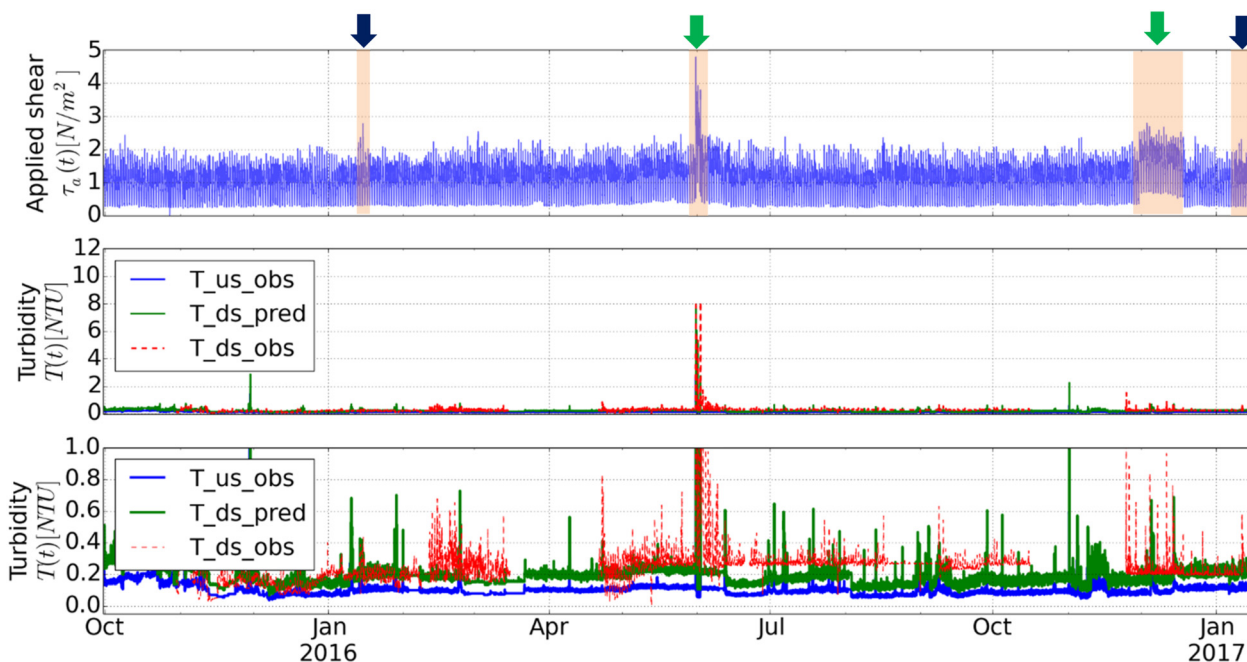 Applied shear
τₐ(t)[N/m²]
5
4
3
2
1
0
Turbidity
T(t)[NTU]
12
10
8
6
4
2
0
T_us_obs
T_ds_pred
T_ds_obs
Turbidity
T(t)[NTU]
1.0
0.8
0.6
0.4
0.2
0.0
T_us_obs
T_ds_pred
T_ds_obs
Oct Jan Apr Jul Oct Jan
2016 2017